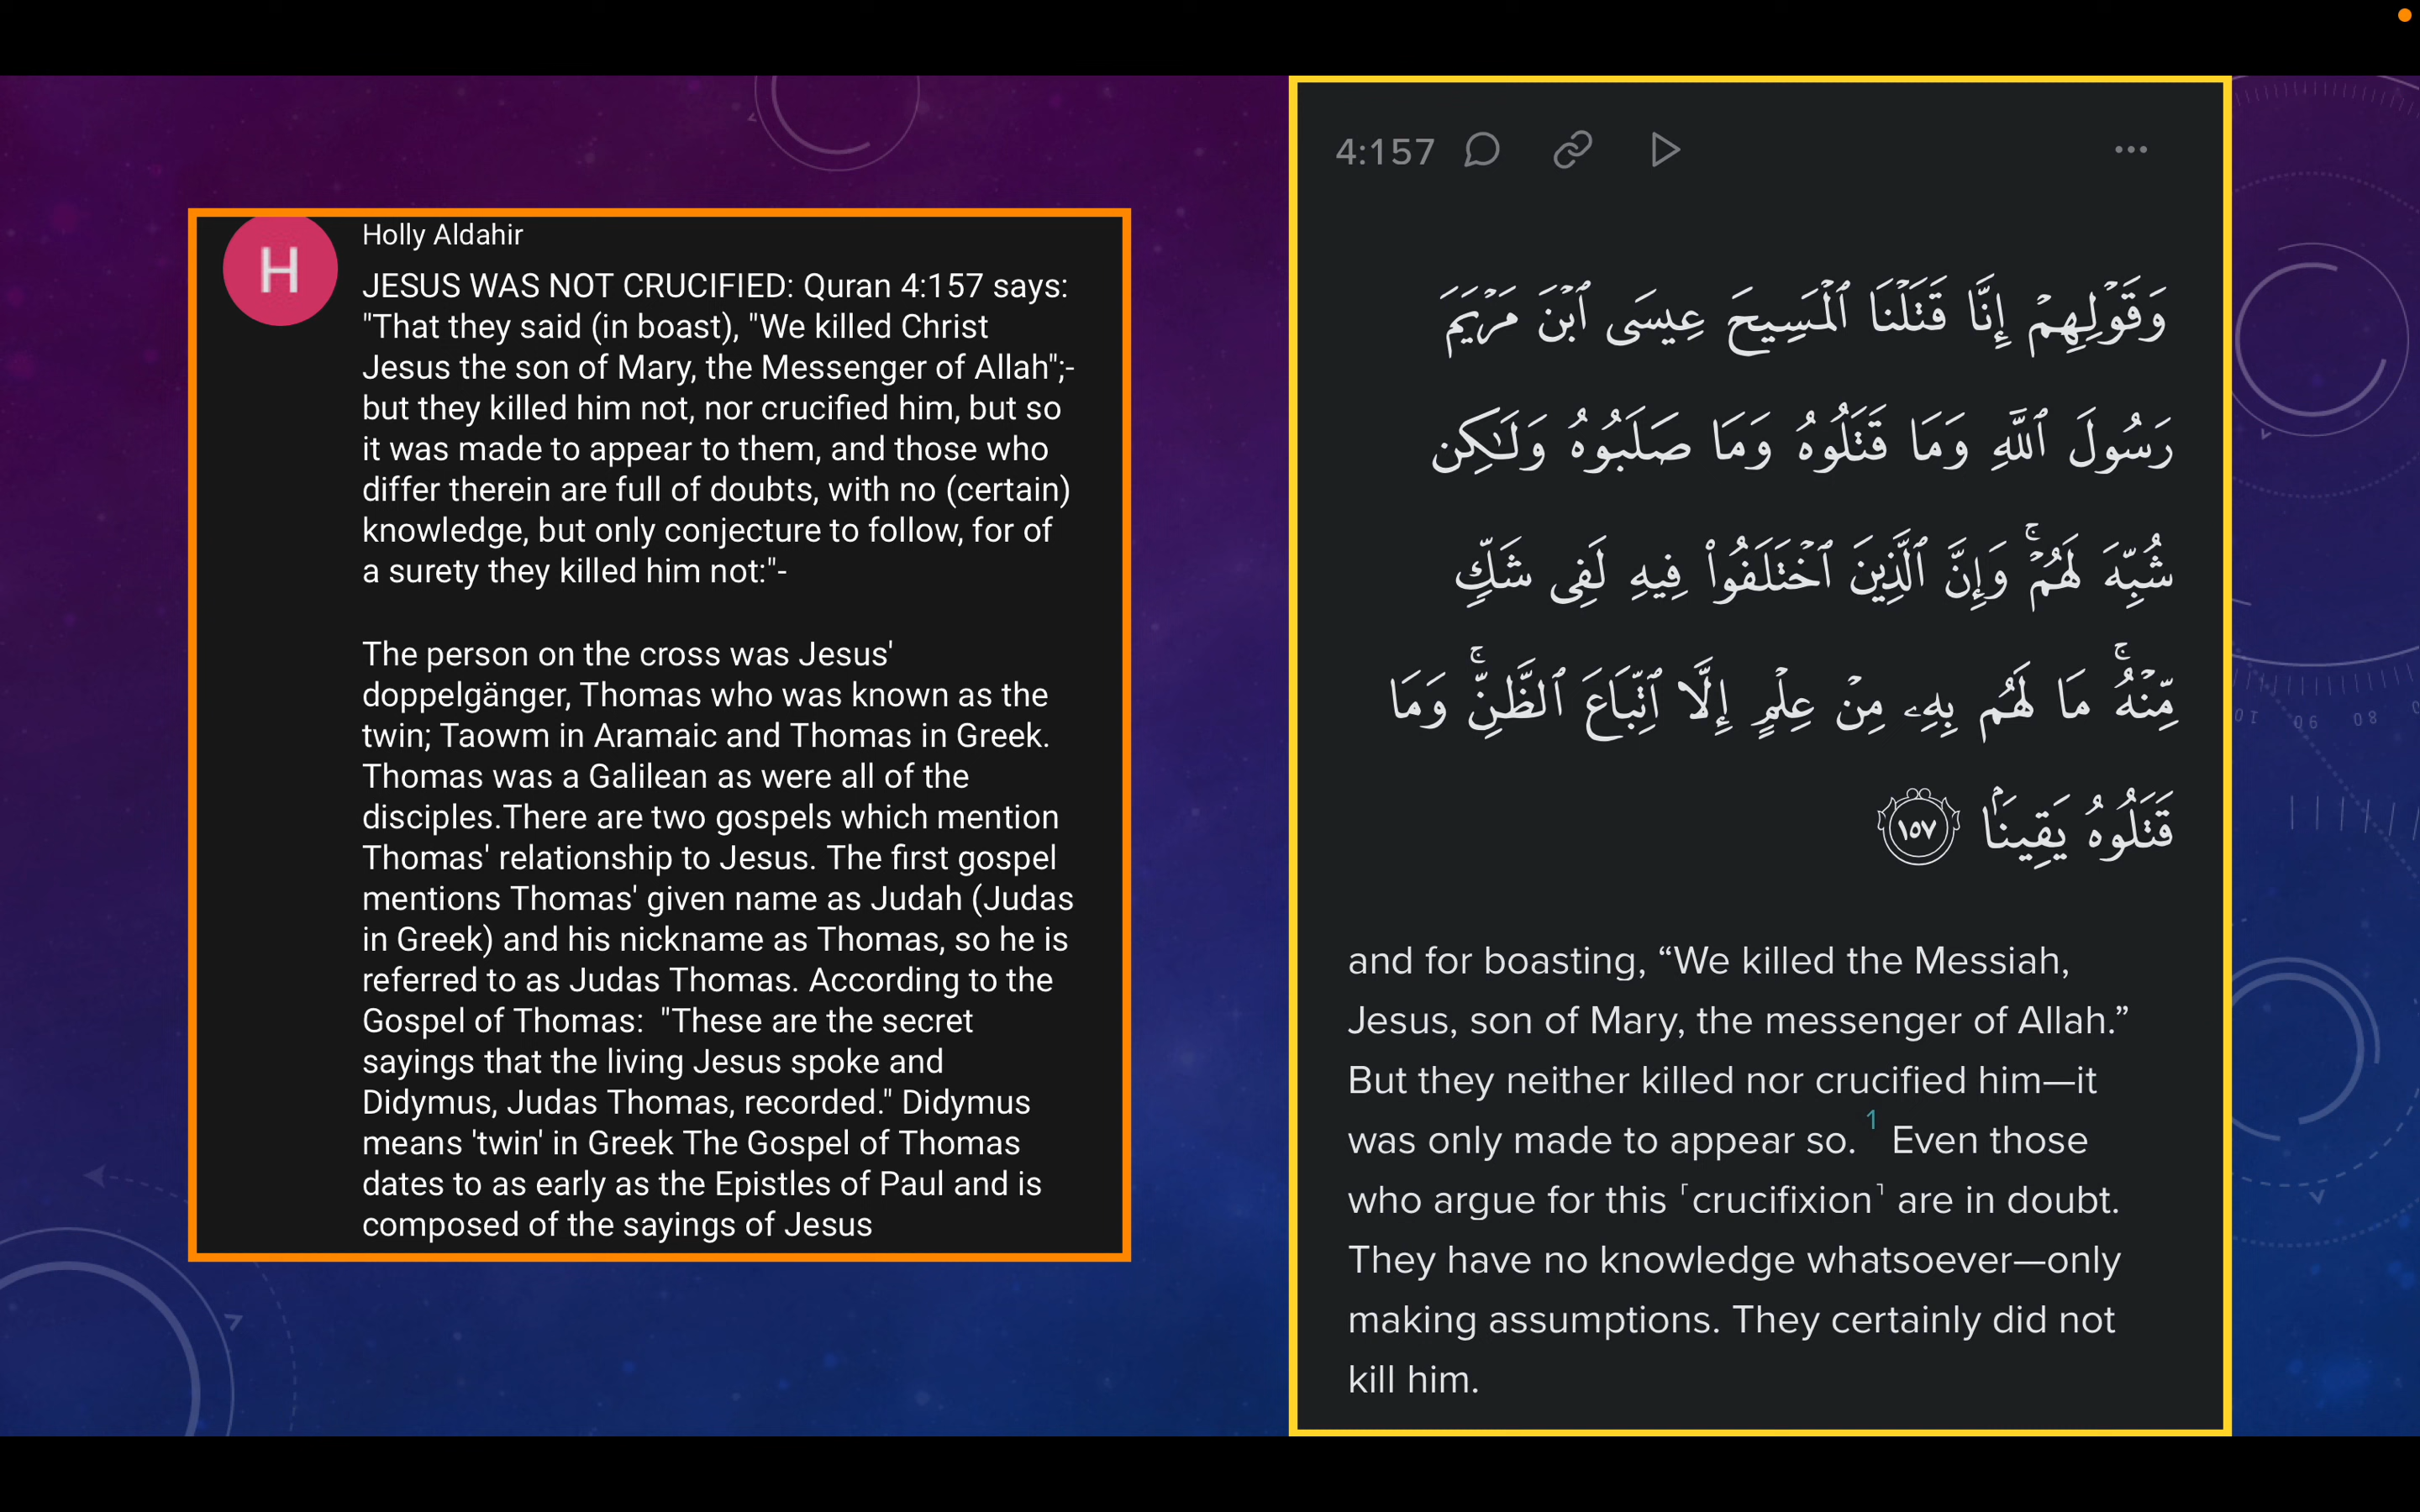 Holly Aldahir
JESUS WAS NOT CRUCIFIED: Quran 4:157 says:
"That they said (in boast), "We killed Christ
Jesus the son of Mary, the Messenger of Allah";-
but they killed him not, nor crucified him, but so
it was made to appear to them, and those who
differ therein are full of doubts, with no (certain)
knowledge, but only conjecture to follow, for of
a surety they killed him not:"-
The person on the cross was Jesus'
doppelgänger, Thomas who was known as the
twin; Taowm in Aramaic and Thomas in Greek.
Thomas was a Galilean as were all of the
disciples.There are two gospels which mention
Thomas' relationship to Jesus. The first gospel
mentions Thomas' given name as Judah (Judas
in Greek) and his nickname as Thomas, so he is
referred to as Judas Thomas. According to the
Gospel of Thomas:  "These are the secret
sayings that the living Jesus spoke and
Didymus, Judas Thomas, recorded." Didymus
means 'twin' in Greek The Gospel of Thomas
dates to as early as the Epistles of Paul and is
composed of the sayings of Jesus
H
4:157
وَقَوْلِهِمْ إِنَّا قَتَلْنَا ٱلْمَسِيحَ عِيسَى ٱبْنَ مَرْيَمَ
رَسُولَ ٱللَّهِ وَمَا قَتَلُوهُ وَمَا صَلَبُوهُ وَلَـٰكِن
شُبِّهَ لَهُمْ ۚ وَإِنَّ ٱلَّذِينَ ٱخْتَلَفُوا۟ فِيهِ لَفِى شَكٍّۢ
مِّنْهُ ۚ مَا لَهُم بِهِۦ مِنْ عِلْمٍ إِلَّا ٱتِّبَاعَ ٱلظَّنِّ ۚ وَمَا
قَتَلُوهُ يَقِينًۢا ١٥٧
and for boasting, “We killed the Messiah,
Jesus, son of Mary, the messenger of Allah.”
But they neither killed nor crucified him—it
was only made to appear so. 1 Even those
who argue for this ˹crucifixion˺ are in doubt.
They have no knowledge whatsoever—only
making assumptions. They certainly did not
kill him.